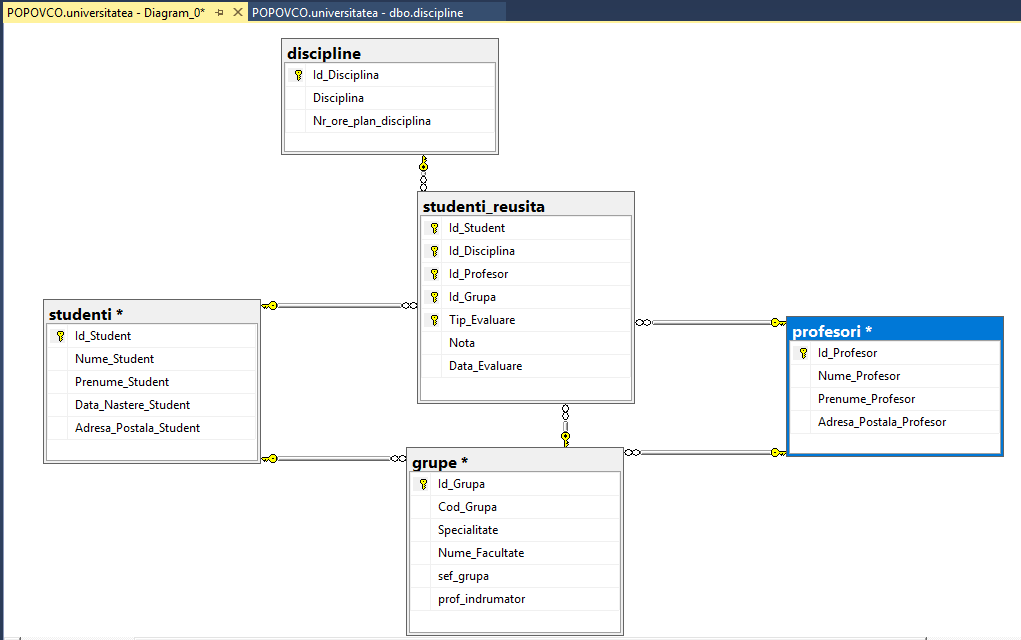 POPOVCO.universitatea - Diagram_0*
POPOVCO.universitatea - dbo.discipline
discipline
Id_Disciplina
Disciplina
Nr_ore_plan_disciplina
studenti_reusita
Id_Student
Id_Disciplina
Id_Profesor
Id_Grupa
Tip_Evaluare
Nota
Data_Evaluare
studenti *
Id_Student
Nume_Student
Prenume_Student
Data_Nastere_Student
Adresa_Postala_Student
profesori *
Id_Profesor
Nume_Profesor
Prenume_Profesor
Adresa_Postala_Profesor
grupe *
Id_Grupa
Cod_Grupa
Specialitate
Nume_Facultate
sef_grupa
prof_indrumator